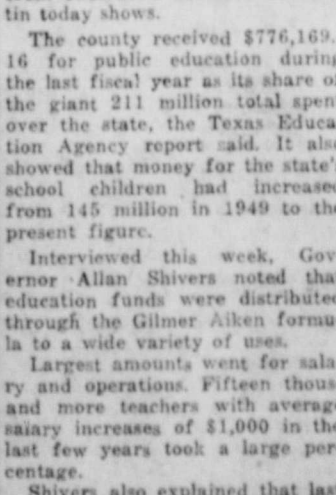 tin today shows.
The county received $776,169.
16 for public education during
the last fiscal year as its share of
the giant 211 million total spen
over the state, the Texas Educa
tion Agency report said. It also
showed that money for the state's
school children had increased
from 145 million in 1949 to the
present figure.
Interviewed this week, Gov
ernor Allan Shivers noted that
education funds were distributed
through the Gilmer Aiken formu
la to a wide variety of uses.
Largest amounts went for sala
ry and operations. Fifteen thous
and more teachers with average
salary increases of $1,000 in the
last few years took a large per
centage.
Shivers also explained that